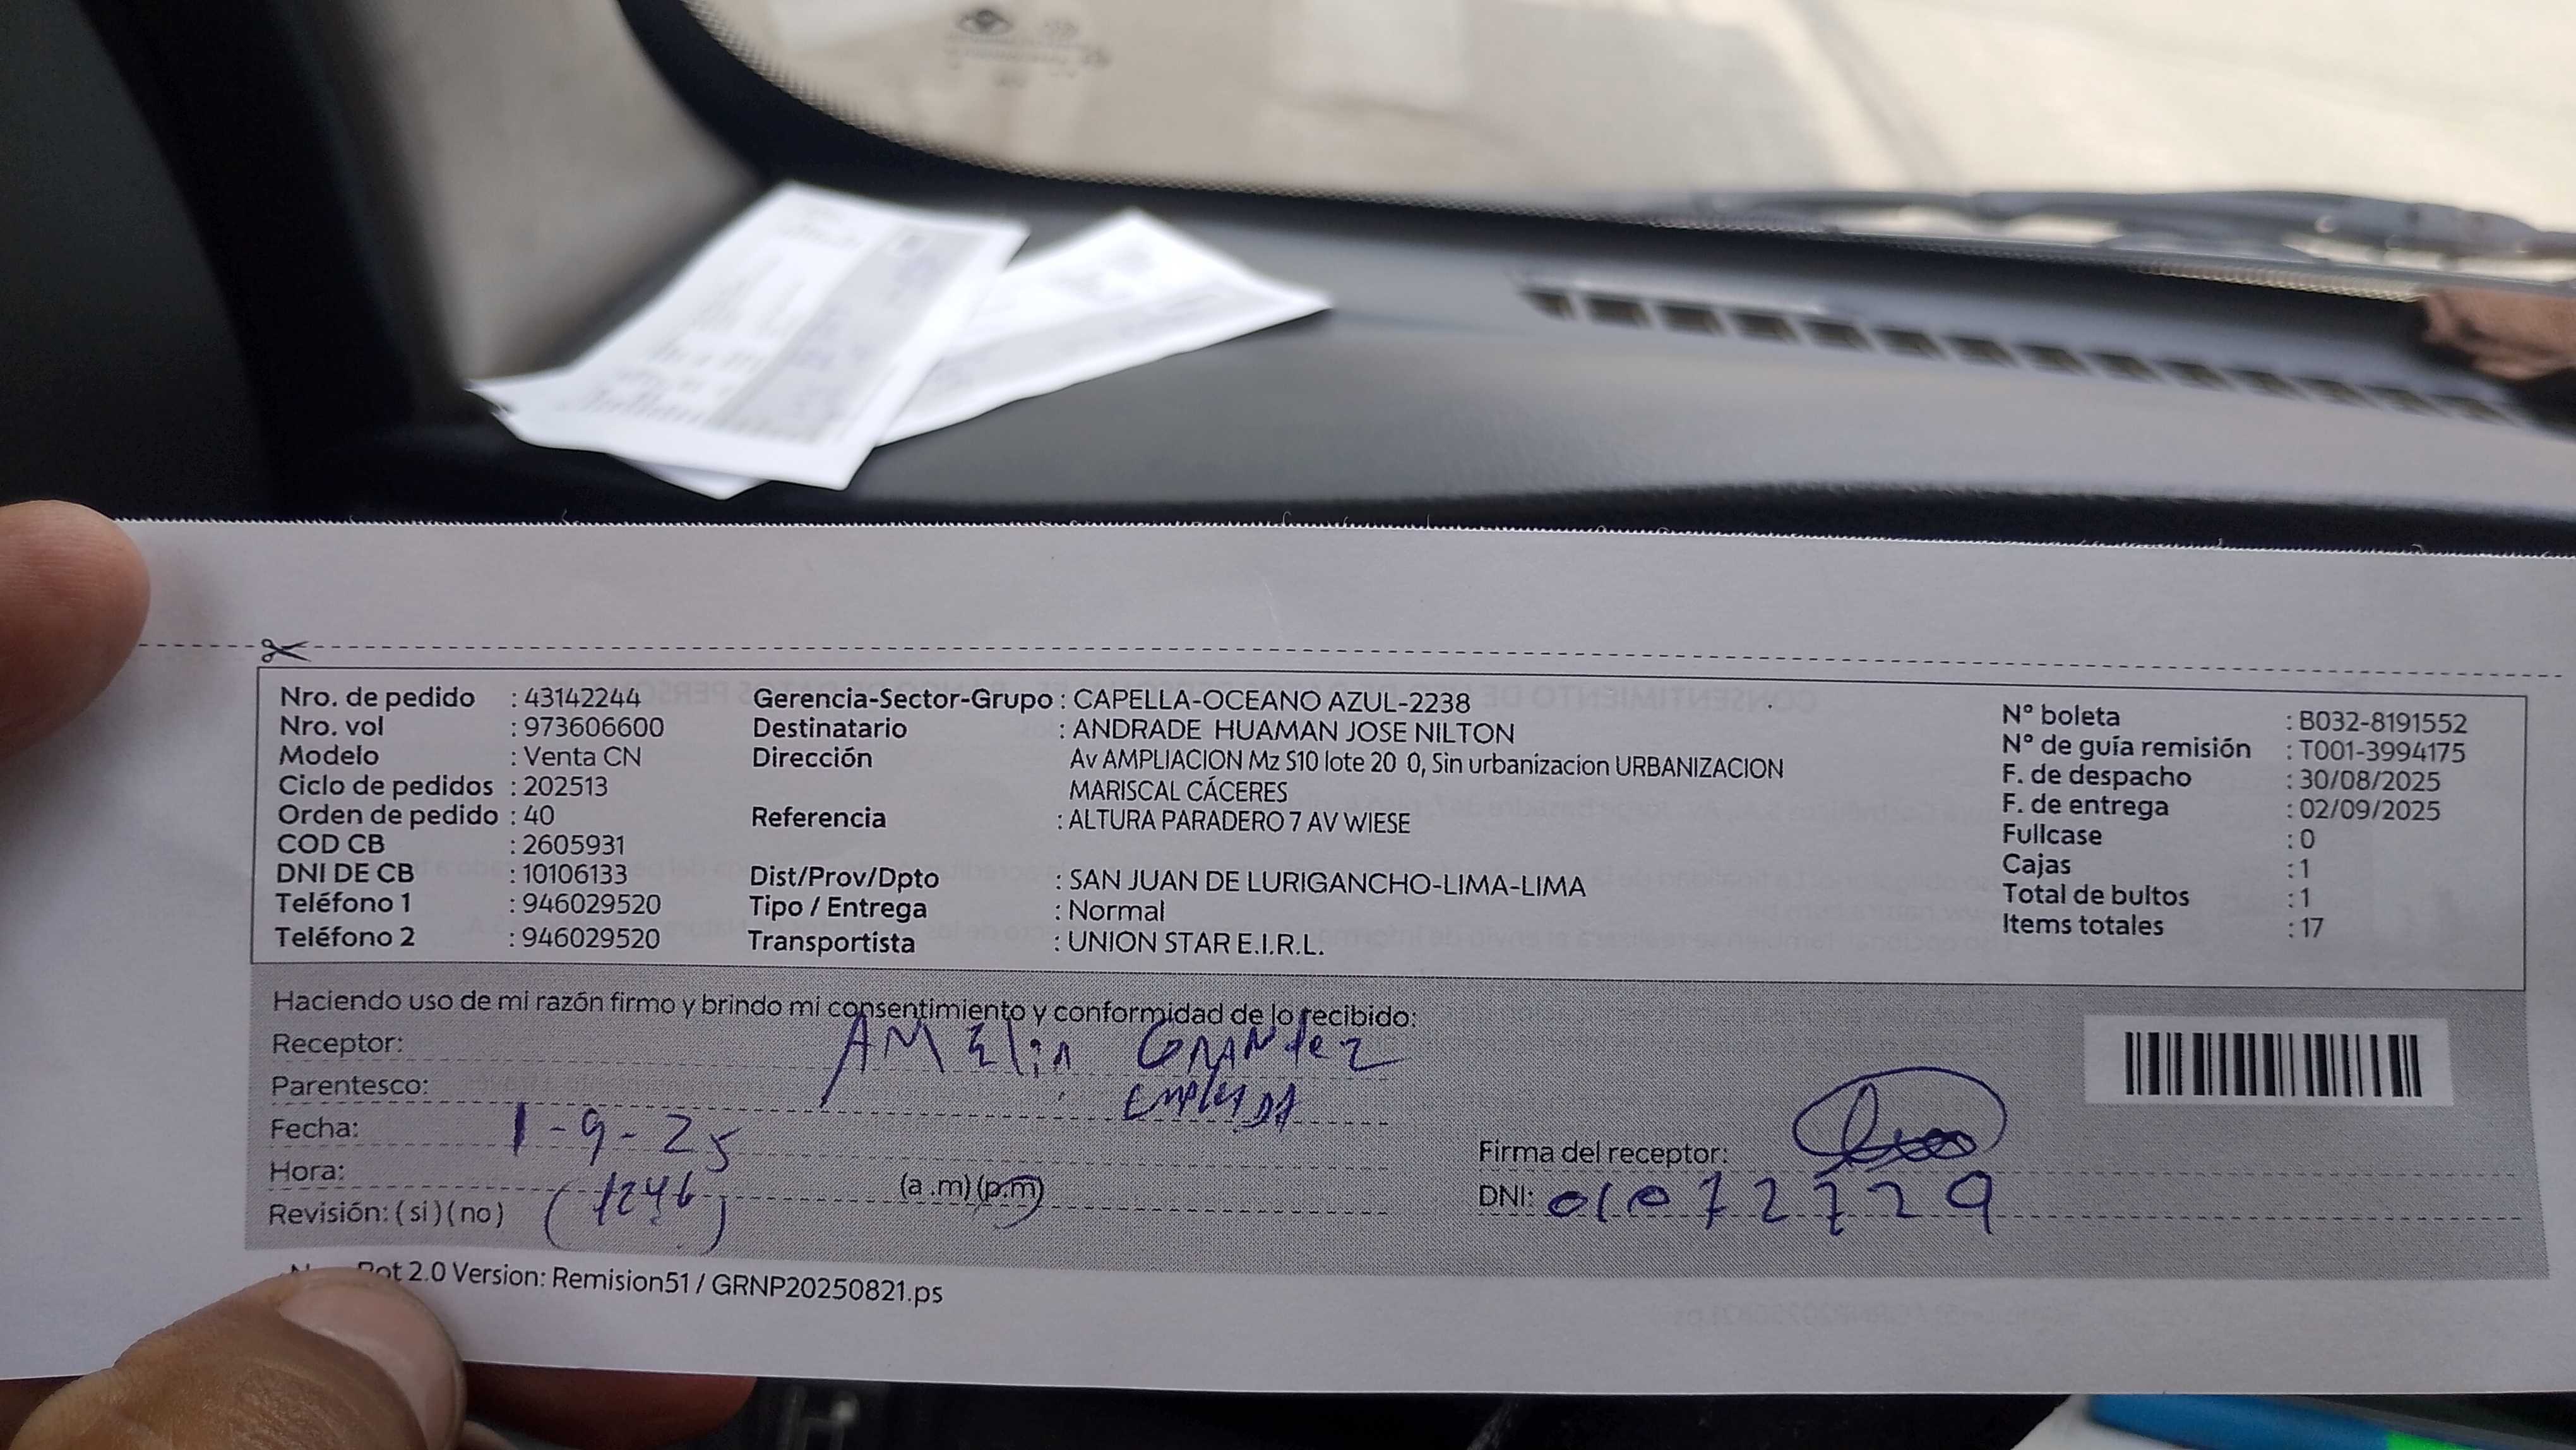 Nro. de pedido : 43142244
Nro. vol : 973606600
Modelo : Venta CN
Ciclo de pedidos : 202513
Orden de pedido : 40
COD CB : 2605931
DNI DE CB : 10106133
Teléfono 1 : 946029520
Teléfono 2 : 946029520
Gerencia-Sector-Grupo : CAPELLA-OCEANO AZUL-2238
Destinatario : ANDRADE HUAMAN JOSE NILTON
Dirección Av AMPLIACION Mz S10 lote 20 0, Sin urbanizacion URBANIZACION
MARISCAL CÁCERES
Referencia : ALTURA PARADERO 7 AV WIESE
Dist/Prov/Dpto : SAN JUAN DE LURIGANCHO-LIMA-LIMA
Tipo / Entrega : Normal
Transportista : UNION STAR E.I.R.L.
N° boleta : B032-8191552
N° de guía remisión : T001-3994175
F. de despacho : 30/08/2025
F. de entrega : 02/09/2025
Fullcase : 0
Cajas : 1
Total de bultos : 1
Items totales : 17
Haciendo uso de mi razón firmo y brindo mi consentimiento y conformidad de lo recibido:
Receptor: AMElia GRANdez
Parentesco:
Fecha: 1-9-25
Hora: (1246) (a .m) (p.m)
Revisión: ( si ) ( no )
Firma del receptor:
DNI: 01072729
ot 2.0 Version: Remision51 / GRNP20250821.ps